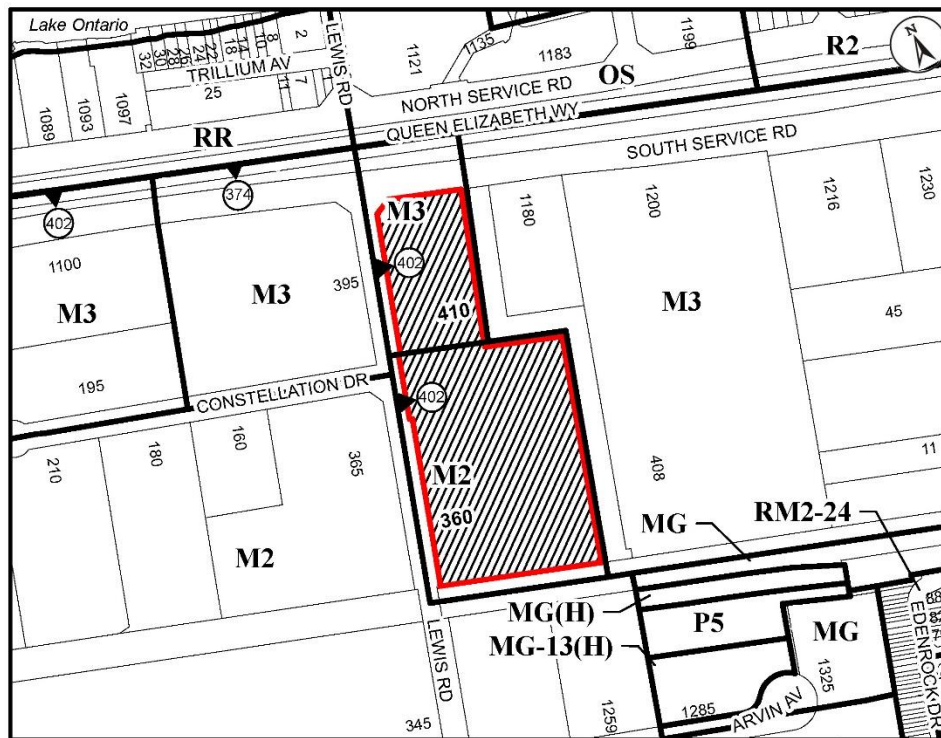 Lake Ontario
32
30
28
26
24
22
18
14
10
8
2
TRILLIUM AV
25
11
7
1
LEWIS RD
1121
1135
1183
1199
R2
N
1089
1093
1097
NORTH SERVICE RD
OS
QUEEN ELIZABETH WY
RR
SOUTH SERVICE RD
402
374
1100
M3
M3
395
M3
402
410
1180
1200
M3
1216
1230
45
195
CONSTELLATION DR
402
210
180
160
365
M2
M2
360
408
11
MG
RM2-24
MG(H)
MG-13(H)
P5
MG
EDENROCK DR
LEWIS RD
345
1259
1285
ARVIN AV
1325